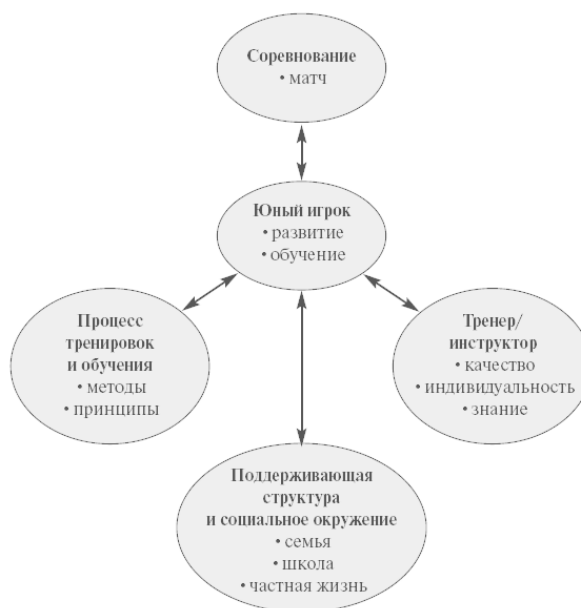 Соревнование
• матч
Юный игрок
• развитие
• обучение
Процесс
тренировок
и обучения
• методы
• принципы
Тренер/
инструктор
• качество
• индивидуальность
• знание
Поддерживающая
структура
и социальное окружение
• семья
• школа
• частная жизнь